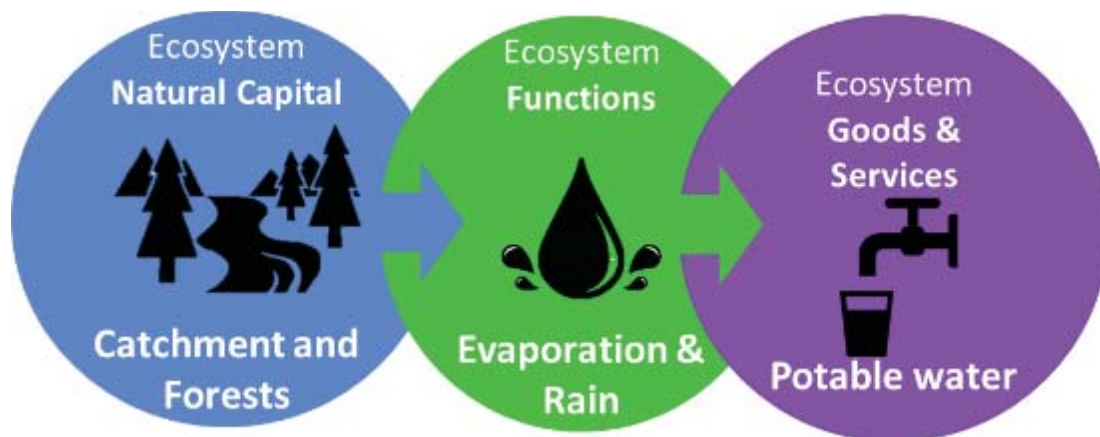 Ecosystem
Natural Capital
Catchment and
Forests
Ecosystem
Functions
Evaporation &
Rain
Ecosystem
Goods &
Services
Potable water